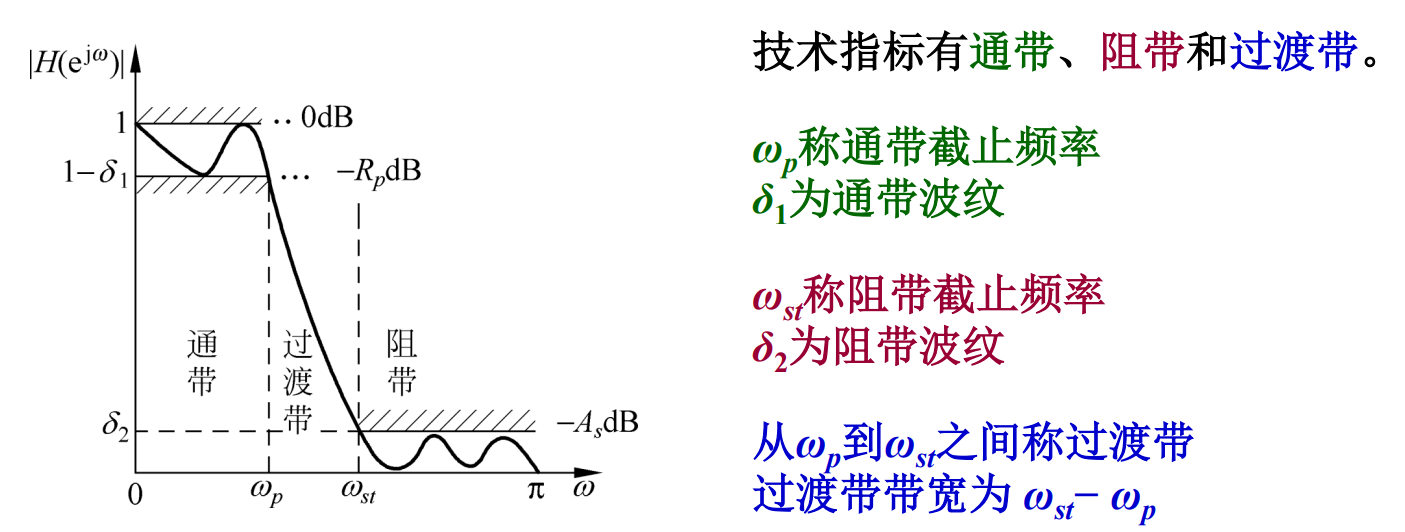 |H(e^jω)|
1
‥ 0dB
1−δ₁
… −RₚdB
通带
过渡带
阻带
δ₂
−AₛdB
0
ωₚ
ωₛₜ
π
ω
技术指标有通带、阻带和过渡带。
ωₚ称通带截止频率
δ₁为通带波纹
ωₛₜ称阻带截止频率
δ₂为阻带波纹
从ωₚ到ωₛₜ之间称过渡带
过渡带带宽为 ωₛₜ− ωₚ